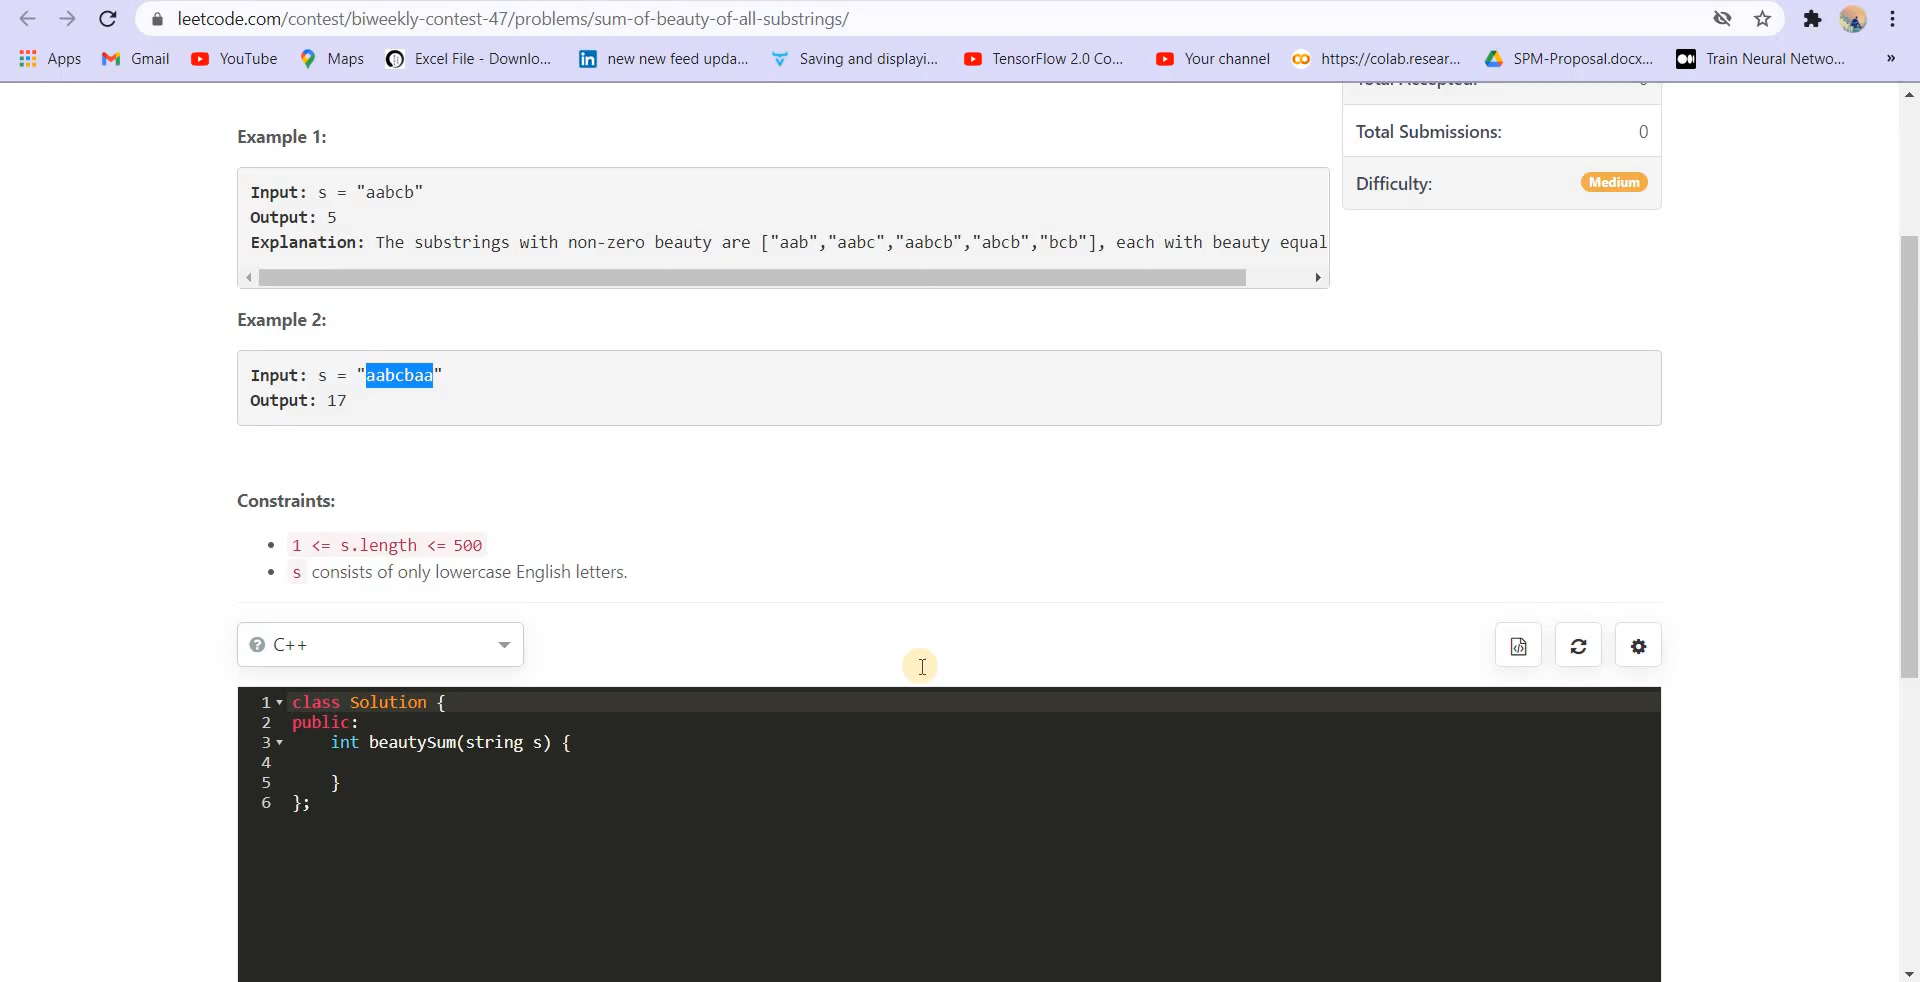 leetcode.com/contest/biweekly-contest-47/problems/sum-of-beauty-of-all-substrings/
Apps Gmail YouTube Maps Excel File - Downlo... new new feed upda... Saving and displayi... TensorFlow 2.0 Co... Your channel https://colab.resear... SPM-Proposal.docx... Train Neural Netwo... »
Total Accepted: 0
Total Submissions: 0
Difficulty: Medium
Example 1:
Input: s = "aabcb"
Output: 5
Explanation: The substrings with non-zero beauty are ["aab","aabc","aabcb","abcb","bcb"], each with beauty equal
Example 2:
Input: s = "aabcbaa"
Output: 17
Constraints:
1 <= s.length <= 500
s consists of only lowercase English letters.
C++
1 class Solution {
2 public:
3 int beautySum(string s) {
4
5 }
6 };